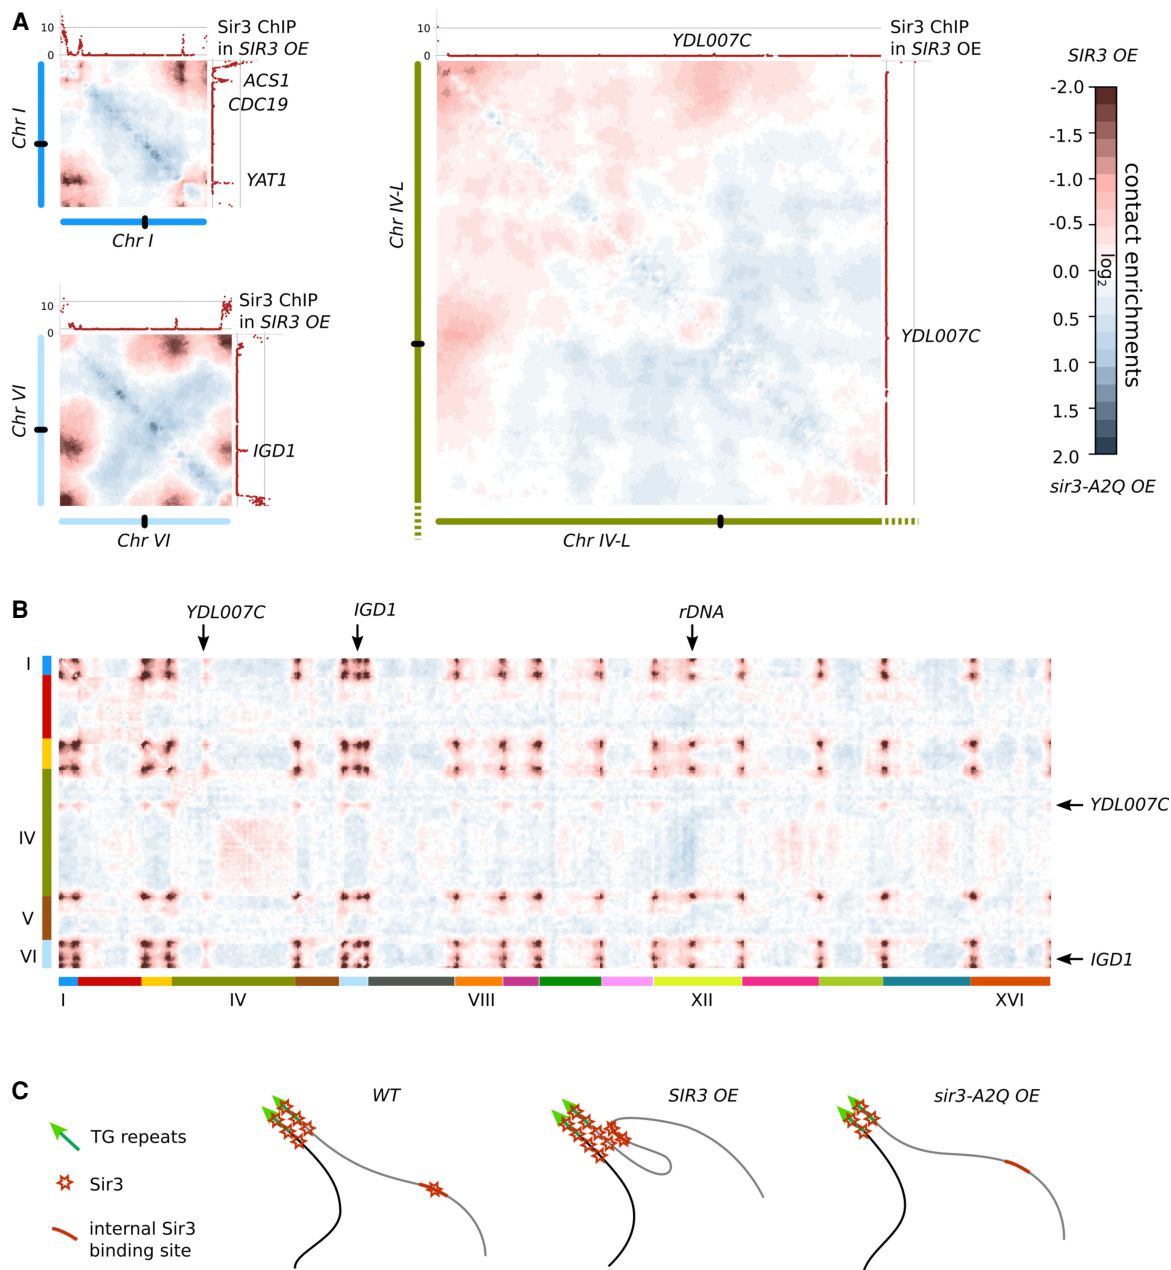 A
10
0
Sir3 ChIP
in SIR3 OE
ACS1
CDC19
YAT1
Chr I
Chr I
10
0
Sir3 ChIP
in SIR3 OE
IGD1
Chr VI
Chr VI
10
0
YDL007C
Sir3 ChIP
in SIR3 OE
YDL007C
Chr IV-L
Chr IV-L
SIR3 OE
-2.0
-1.5
-1.0
-0.5
0.0
0.5
1.0
1.5
2.0
log2
contact enrichments
sir3-A2Q OE
B
YDL007C
IGD1
rDNA
I
IV
V
VI
YDL007C
IGD1
I
IV
VIII
XII
XVI
C
TG repeats
Sir3
internal Sir3
binding site
WT
SIR3 OE
sir3-A2Q OE